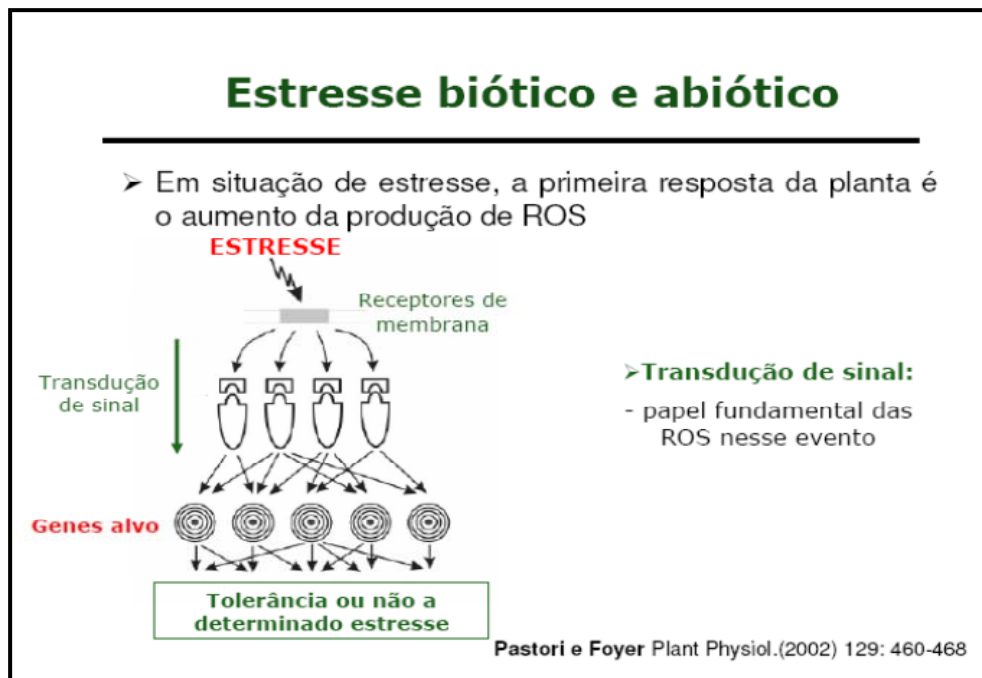 Estresse biótico e abiótico
➢ Em situação de estresse, a primeira resposta da planta é
o aumento da produção de ROS
ESTRESSE
Receptores de
membrana
Transdução
de sinal
➢Transdução de sinal:
- papel fundamental das
ROS nesse evento
Genes alvo
Tolerância ou não a
determinado estresse
Pastori e Foyer Plant Physiol.(2002) 129: 460-468